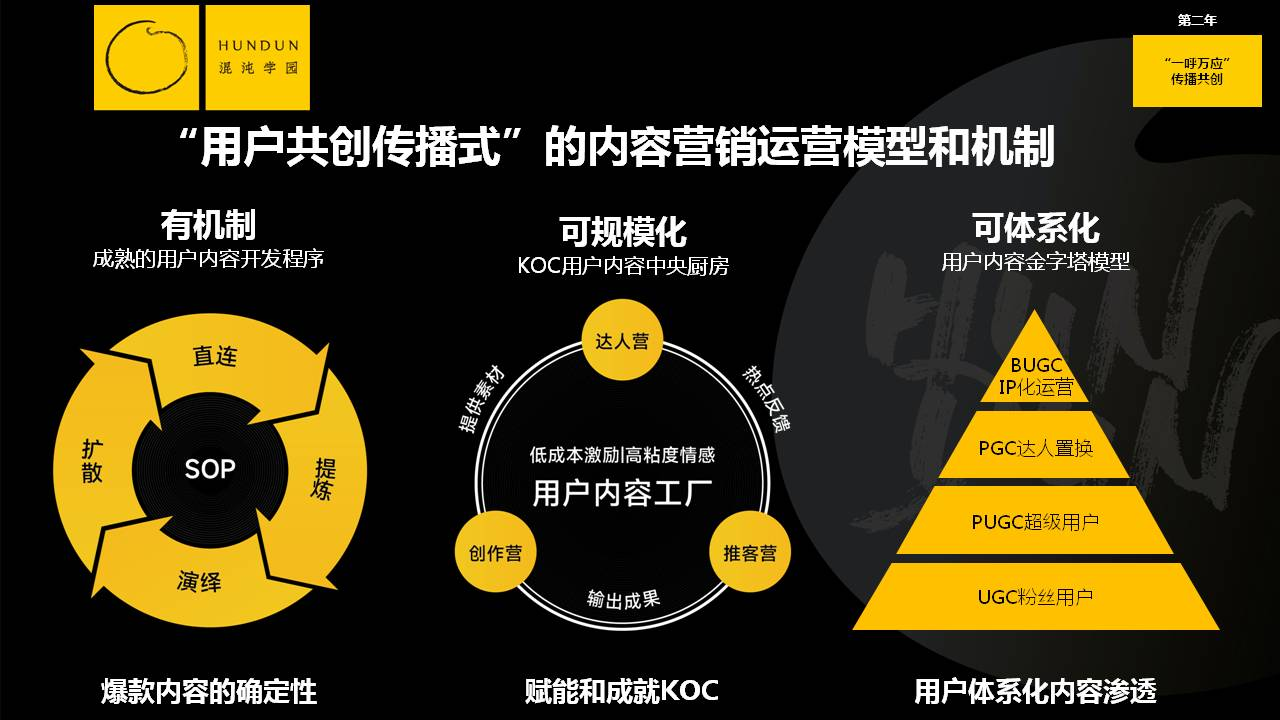 HUNDUN
混沌学园
第二年
“一呼万应”
传播共创
“用户共创传播式”的内容营销运营模型和机制
有机制
成熟的用户内容开发程序
直连
提炼
演绎
扩散
SOP
爆款内容的确定性
可规模化
KOC用户内容中央厨房
达人营
提供素材
热点反馈
低成本激励|高粘度情感
用户内容工厂
创作营
推客营
输出成果
赋能和成就KOC
可体系化
用户内容金字塔模型
BUGC
IP化运营
PGC达人置换
PUGC超级用户
UGC粉丝用户
用户体系化内容渗透